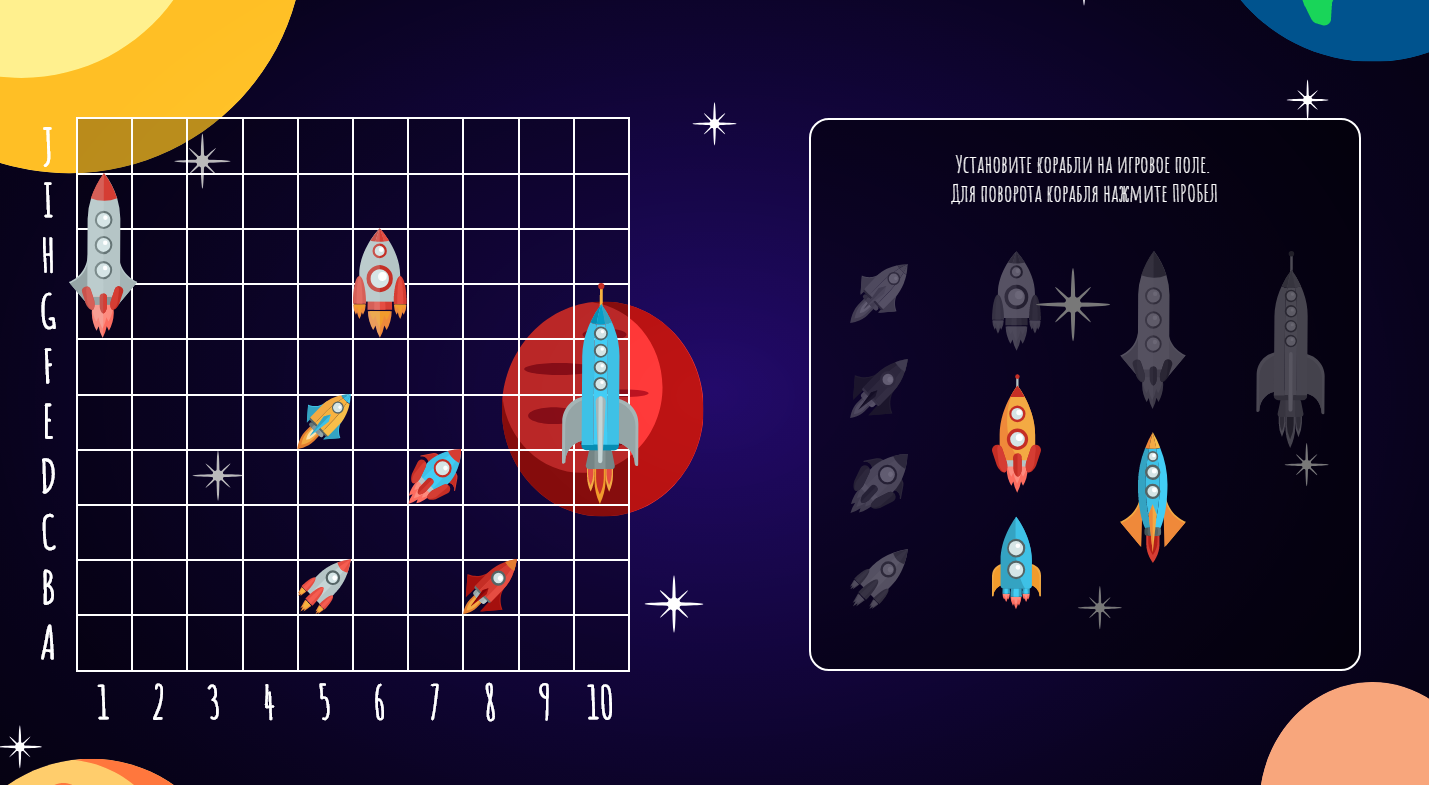 Установите корабли на игровое поле.
Для поворота корабля нажмите ПРОБЕЛ
J
I
H
G
F
E
D
C
B
A
1 2 3 4 5 6 7 8 9 10